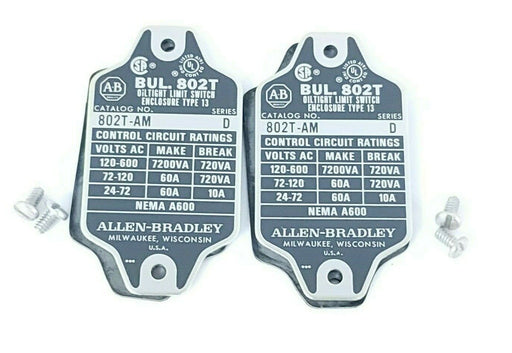 A-B
BUL. 802T
OILTIGHT LIMIT SWITCH
ENCLOSURE TYPE 13
CATALOG NO. SERIES
802T-AM D
CONTROL CIRCUIT RATINGS
VOLTS AC MAKE BREAK
120-600 7200VA 720VA
72-120 60A 720VA
24-72 60A 10A
NEMA A600
ALLEN-BRADLEY
MILWAUKEE, WISCONSIN
U.S.A.
A-B
BUL. 802T
OILTIGHT LIMIT SWITCH
ENCLOSURE TYPE 13
CATALOG NO. SERIES
802T-AM D
CONTROL CIRCUIT RATINGS
VOLTS AC MAKE BREAK
120-600 7200VA 720VA
72-120 60A 720VA
24-72 60A 10A
NEMA A600
ALLEN-BRADLEY
MILWAUKEE, WISCONSIN
U.S.A.